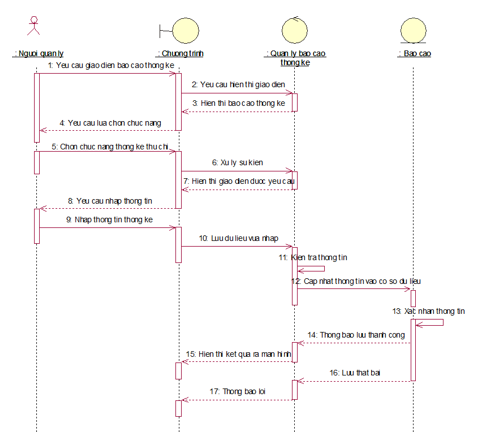 : Nguoi quan ly
: Chuong trinh
: Quan ly bao cao
thong ke
: Bao cao
1: Yeu cau giao dien bao cao thong ke
2: Yeu cau hien thi giao dien
3: Hien thi bao cao thong ke
4: Yeu cau lua chon chuc nang
5: Chon chuc nang thong ke thu chi
6: Xu ly su kien
7: Hien thi giao dien duoc yeu cau
8: Yeu cau nhap thong tin
9: Nhap thong tin thong ke
10: Luu du lieu vua nhap
11: Kien tra thong tin
12: Cap nhat thong tin vao co so du lieu
13: Xac nhan thong tin
14: Thong bao luu thanh cong
15: Hien thi ket qua ra man hinh
16: Luu that bai
17: Thong bao loi